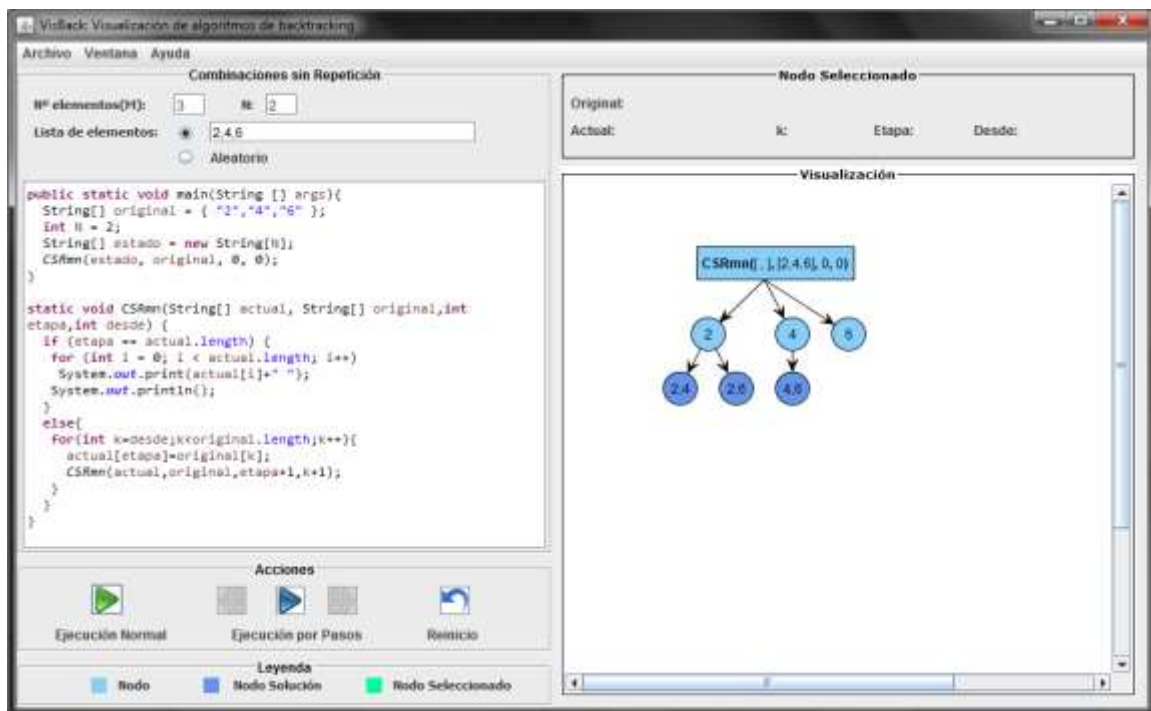 VisBack: Visualización de algoritmos de backtracking
Archivo Ventana Ayuda
Combinaciones sin Repetición
Nº elementos(M): 3 N: 2
Lista de elementos: 2,4,6
Aleatorio
public static void main(String [] args){
String[] original = { "2","4","6" };
Int N = 2;
String[] estado = new String[N];
CSRmn(estado, original, 0, 0);
}
static void CSRmn(String[] actual, String[] original,int
etapa,int desde) {
if (etapa == actual.length) {
for (int i = 0; i < actual.length; i++)
System.out.print(actual[i]+" ");
System.out.println();
}
else{
for(int k=desde;k<original.length;k++){
actual[etapa]=original[k];
CSRmn(actual,original,etapa+1,k+1);
}
}
}
Acciones
Ejecución Normal Ejecución por Pasos Reinicio
Leyenda
Nodo Nodo Solución Nodo Seleccionado
Nodo Seleccionado
Original:
Actual: k: Etapa: Desde:
Visualización
CSRmn([ , ], [2,4,6], 0, 0)
2 4 6
2,4 2,6 4,6